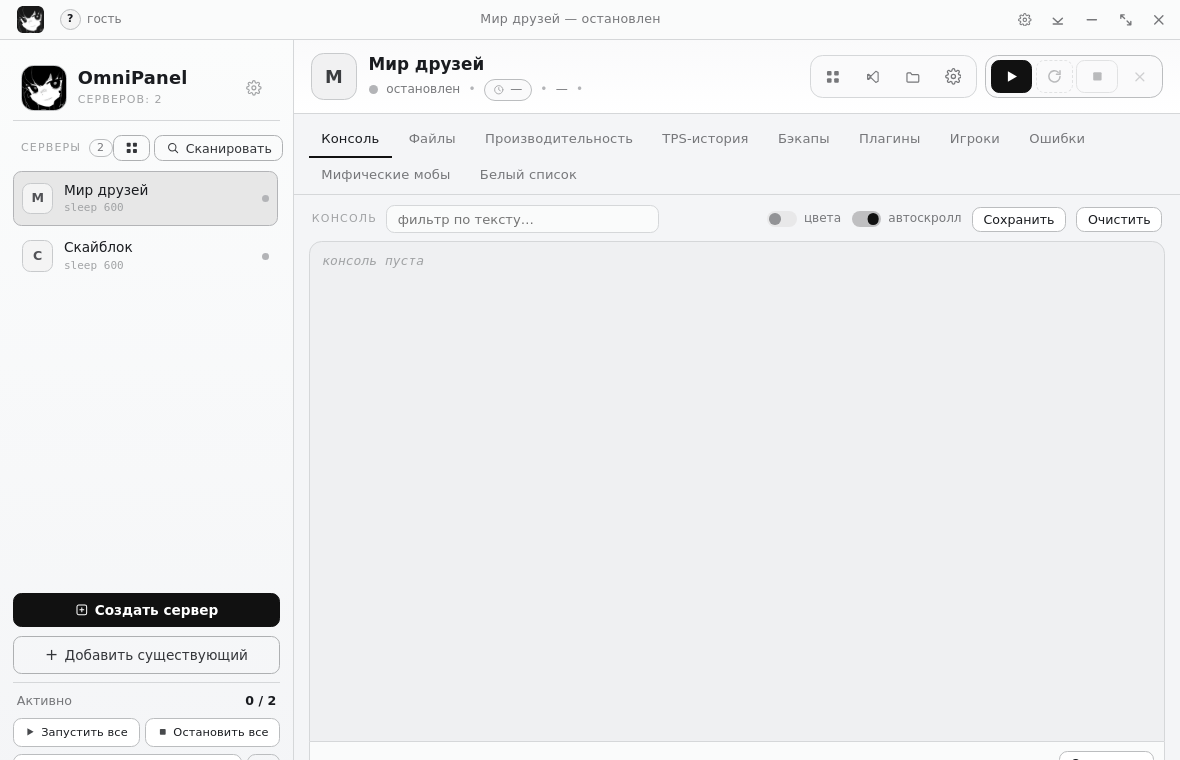 ? гость
Мир друзей — остановлен
OmniPanel
СЕРВЕРОВ: 2
СЕРВЕРЫ 2
Сканировать
М
Мир друзей
sleep 600
С
Скайблок
sleep 600
Создать сервер
+ Добавить существующий
Активно 0 / 2
Запустить все
Остановить все
М
Мир друзей
остановлен • — • — •
Консоль Файлы Производительность TPS-история Бэкапы Плагины Игроки Ошибки
Мифические мобы Белый список
КОНСОЛЬ фильтр по тексту... цвета автоскролл Сохранить Очистить
консоль пуста